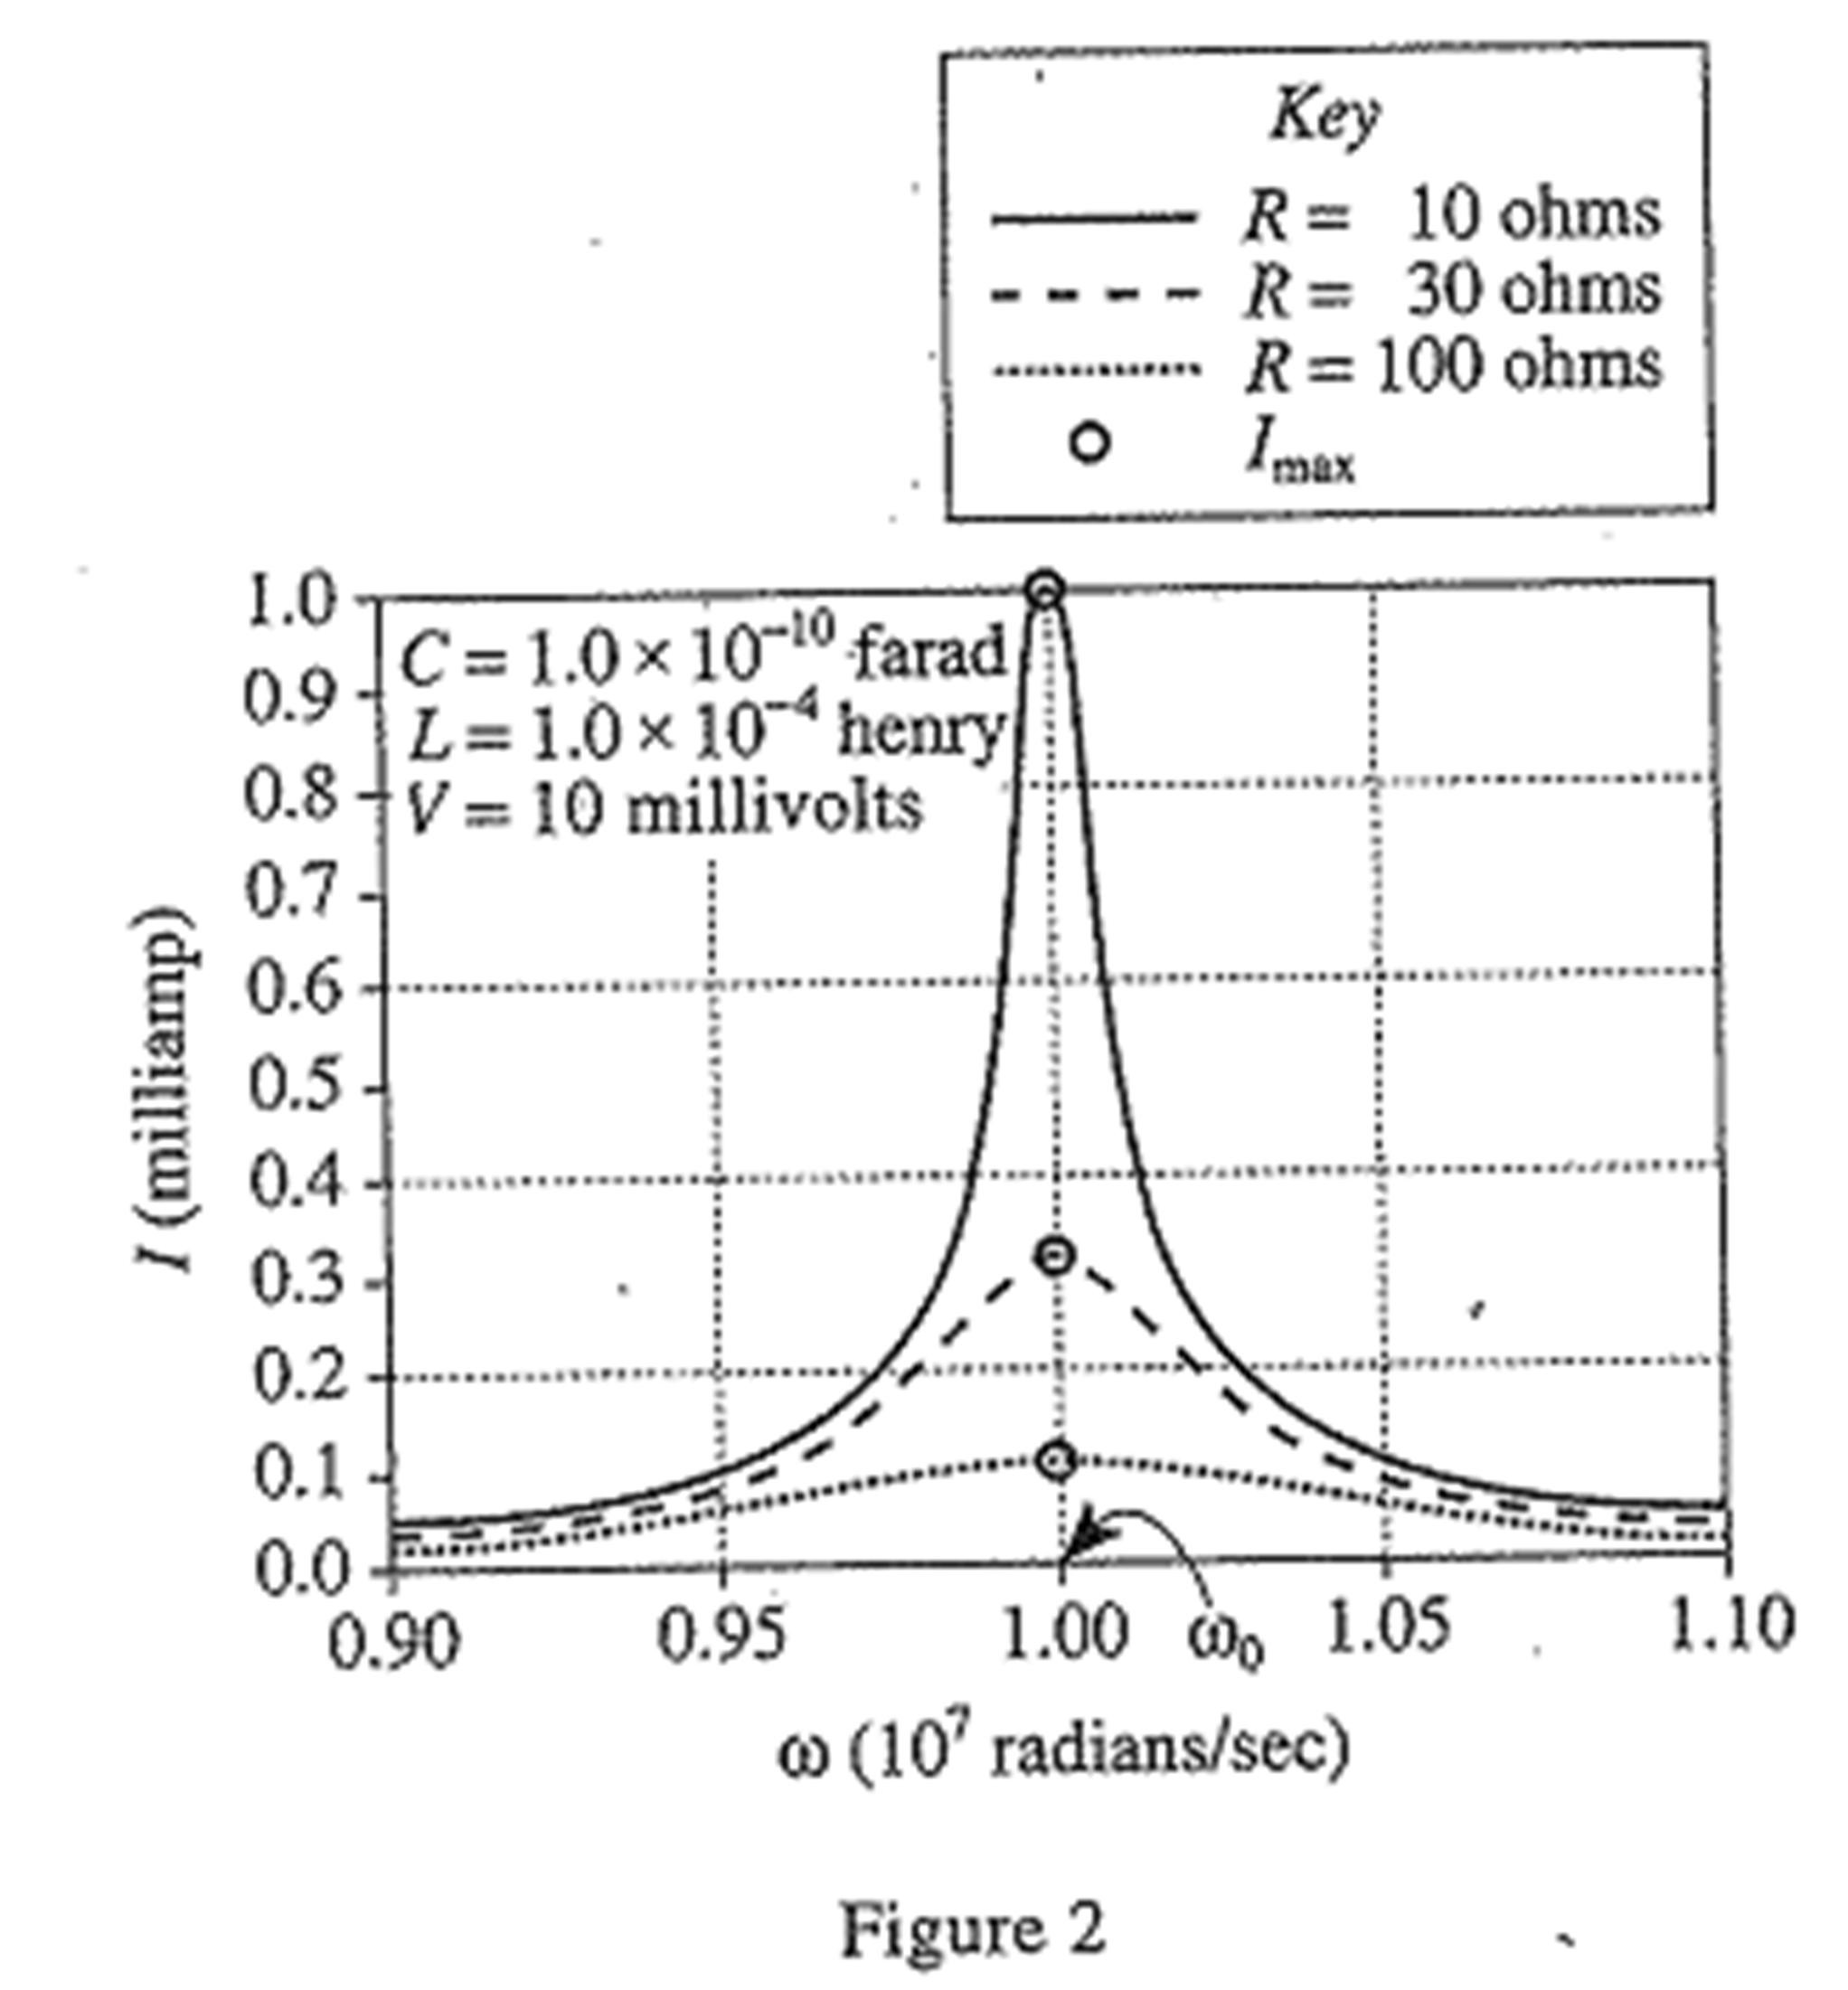 Key
R = 10 ohms
R = 30 ohms
R = 100 ohms
I_max
1.0
0.9
0.8
0.7
0.6
0.5
0.4
0.3
0.2
0.1
0.0
C = 1.0 × 10⁻¹⁰ farad
L = 1.0 × 10⁻⁴ henry
V = 10 millivolts
I (milliamp)
0.90 0.95 1.00 ω₀ 1.05 1.10
ω (10⁷ radians/sec)
Figure 2